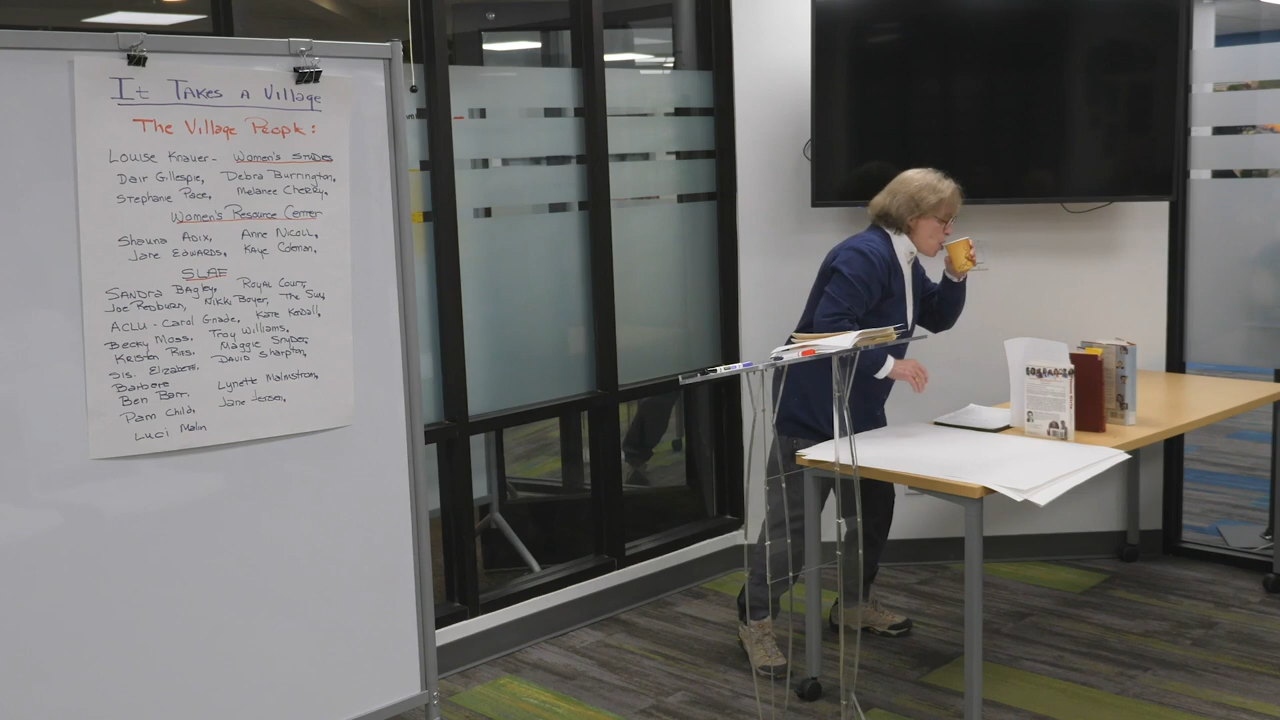 It Takes a Village
The Village People:
Louise Knauer - Women's Studies
Dair Gillespie, Debra Burrington,
Stephanie Pace, Melanee Cherry,
Women's Resource Center
Shauna Adix, Anne Nicoll,
Jane Edwards, Kaye Coleman,
SLAF
Sandra Bagley, Royal Court,
Joe Redburn, Nikki Boyer, The Sun,
ACLU - Carol Gnade, Kate Kendall,
Becky Moss, Troy Williams,
Kristen Ries, Maggie Snyder,
Sis. Elizabeth, David Sharpton,
Barbara
Ben Barr, Lynette Malmstrom,
Pam Child, Jane Jensen,
Luci Malin